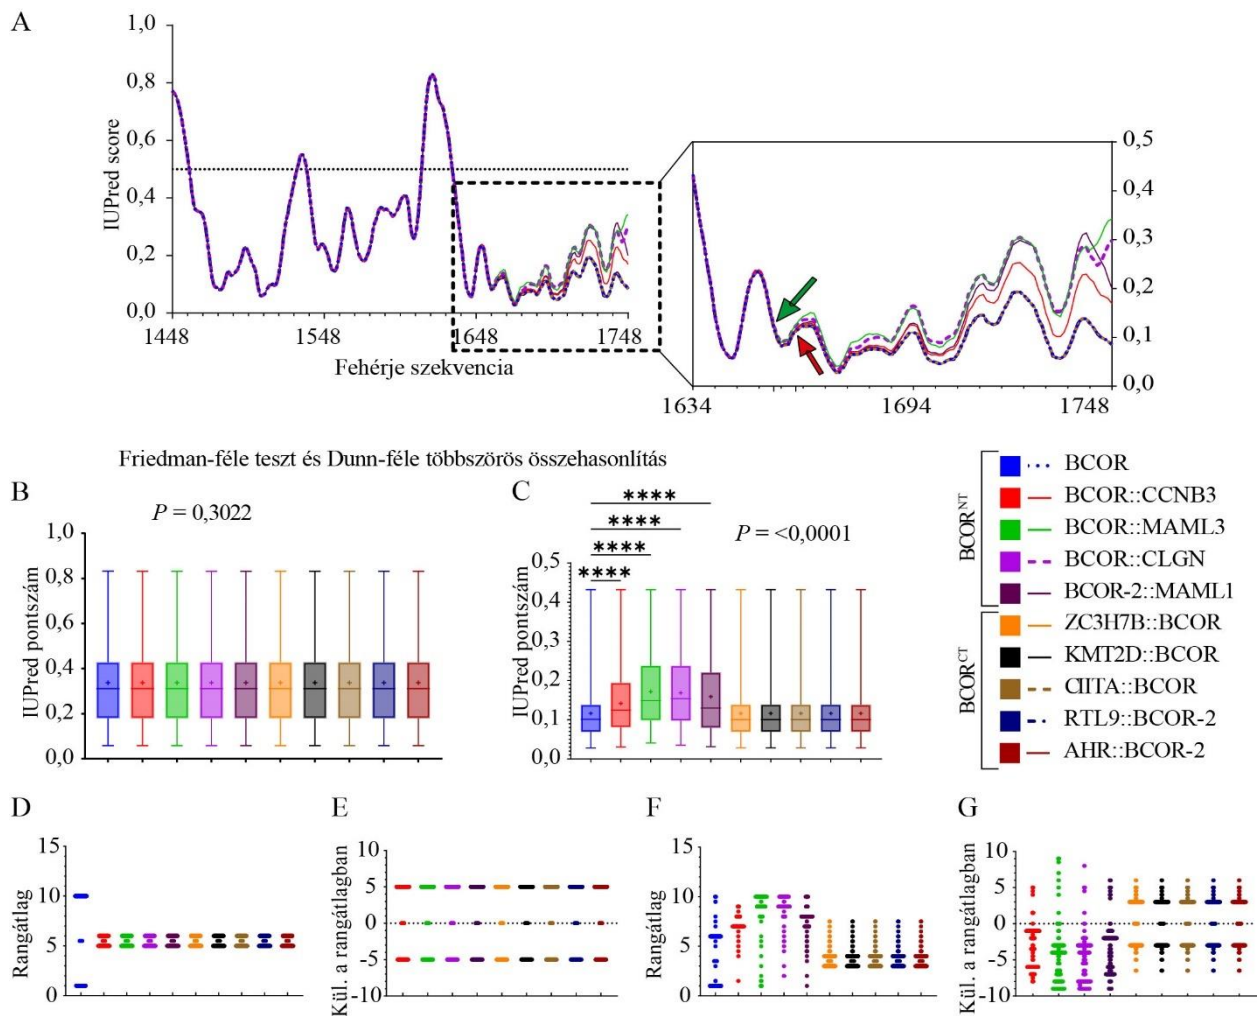 A
1,0
0,8
0,6
0,4
0,2
0,0
IUPred score
1448
1548
1648
1748
Fehérje szekvencia
0,5
0,4
0,3
0,2
0,1
0,0
1634
1694
1748
Friedman-féle teszt és Dunn-féle többszörös összehasonlítás
B
P = 0,3022
1,0
0,8
0,6
0,4
0,2
0,0
IUPred pontszám
C
****
****
****
****
P = <0,0001
0,5
0,4
0,3
0,2
0,1
0,0
IUPred pontszám
BCOR^NT
BCOR
BCOR::CCNB3
BCOR::MAML3
BCOR::CLGN
BCOR-2::MAML1
BCOR^CT
ZC3H7B::BCOR
KMT2D::BCOR
CIITA::BCOR
RTL9::BCOR-2
AHR::BCOR-2
D
15
10
5
0
Rangátlag
E
10
5
0
-5
-10
Kül. a rangátlagban
F
15
10
5
0
Rangátlag
G
10
5
0
-5
-10
Kül. a rangátlagban